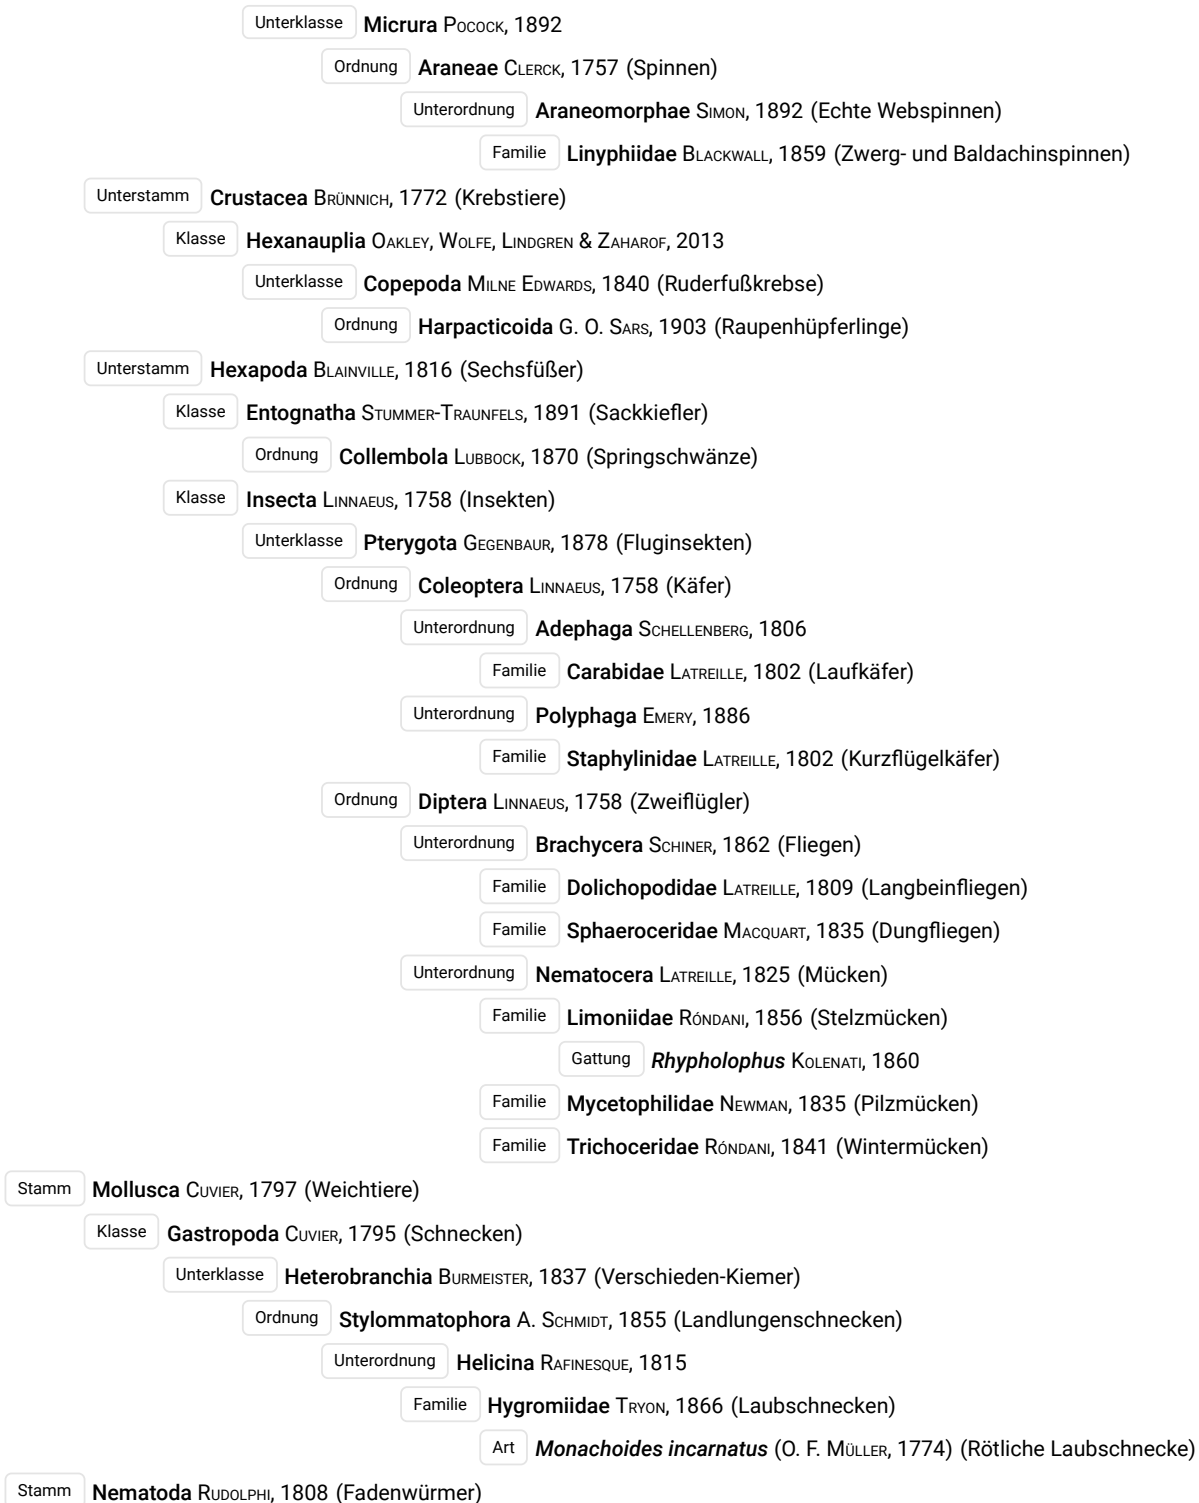 Unterklasse Micrura Pocock, 1892
Ordnung Araneae Clerck, 1757 (Spinnen)
Unterordnung Araneomorphae Simon, 1892 (Echte Webspinnen)
Familie Linyphiidae Blackwall, 1859 (Zwerg- und Baldachinspinnen)
Unterstamm Crustacea Brünnich, 1772 (Krebstiere)
Klasse Hexanauplia Oakley, Wolfe, Lindgren & Zaharof, 2013
Unterklasse Copepoda Milne Edwards, 1840 (Ruderfußkrebse)
Ordnung Harpacticoida G. O. Sars, 1903 (Raupenhüpferlinge)
Unterstamm Hexapoda Blainville, 1816 (Sechsfüßer)
Klasse Entognatha Stummer-Traunfels, 1891 (Sackkiefler)
Ordnung Collembola Lubbock, 1870 (Springschwänze)
Klasse Insecta Linnaeus, 1758 (Insekten)
Unterklasse Pterygota Gegenbaur, 1878 (Fluginsekten)
Ordnung Coleoptera Linnaeus, 1758 (Käfer)
Unterordnung Adephaga Schellenberg, 1806
Familie Carabidae Latreille, 1802 (Laufkäfer)
Unterordnung Polyphaga Emery, 1886
Familie Staphylinidae Latreille, 1802 (Kurzflügelkäfer)
Ordnung Diptera Linnaeus, 1758 (Zweiflügler)
Unterordnung Brachycera Schiner, 1862 (Fliegen)
Familie Dolichopodidae Latreille, 1809 (Langbeinfliegen)
Familie Sphaeroceridae Macquart, 1835 (Dungfliegen)
Unterordnung Nematocera Latreille, 1825 (Mücken)
Familie Limoniidae Róndani, 1856 (Stelzmücken)
Gattung Rhypholophus Kolenati, 1860
Familie Mycetophilidae Newman, 1835 (Pilzmücken)
Familie Trichoceridae Róndani, 1841 (Wintermücken)
Stamm Mollusca Cuvier, 1797 (Weichtiere)
Klasse Gastropoda Cuvier, 1795 (Schnecken)
Unterklasse Heterobranchia Burmeister, 1837 (Verschieden-Kiemer)
Ordnung Stylommatophora A. Schmidt, 1855 (Landlungenschnecken)
Unterordnung Helicina Rafinesque, 1815
Familie Hygromiidae Tryon, 1866 (Laubschnecken)
Art Monachoides incarnatus (O. F. Müller, 1774) (Rötliche Laubschnecke)
Stamm Nematoda Rudolphi, 1808 (Fadenwürmer)